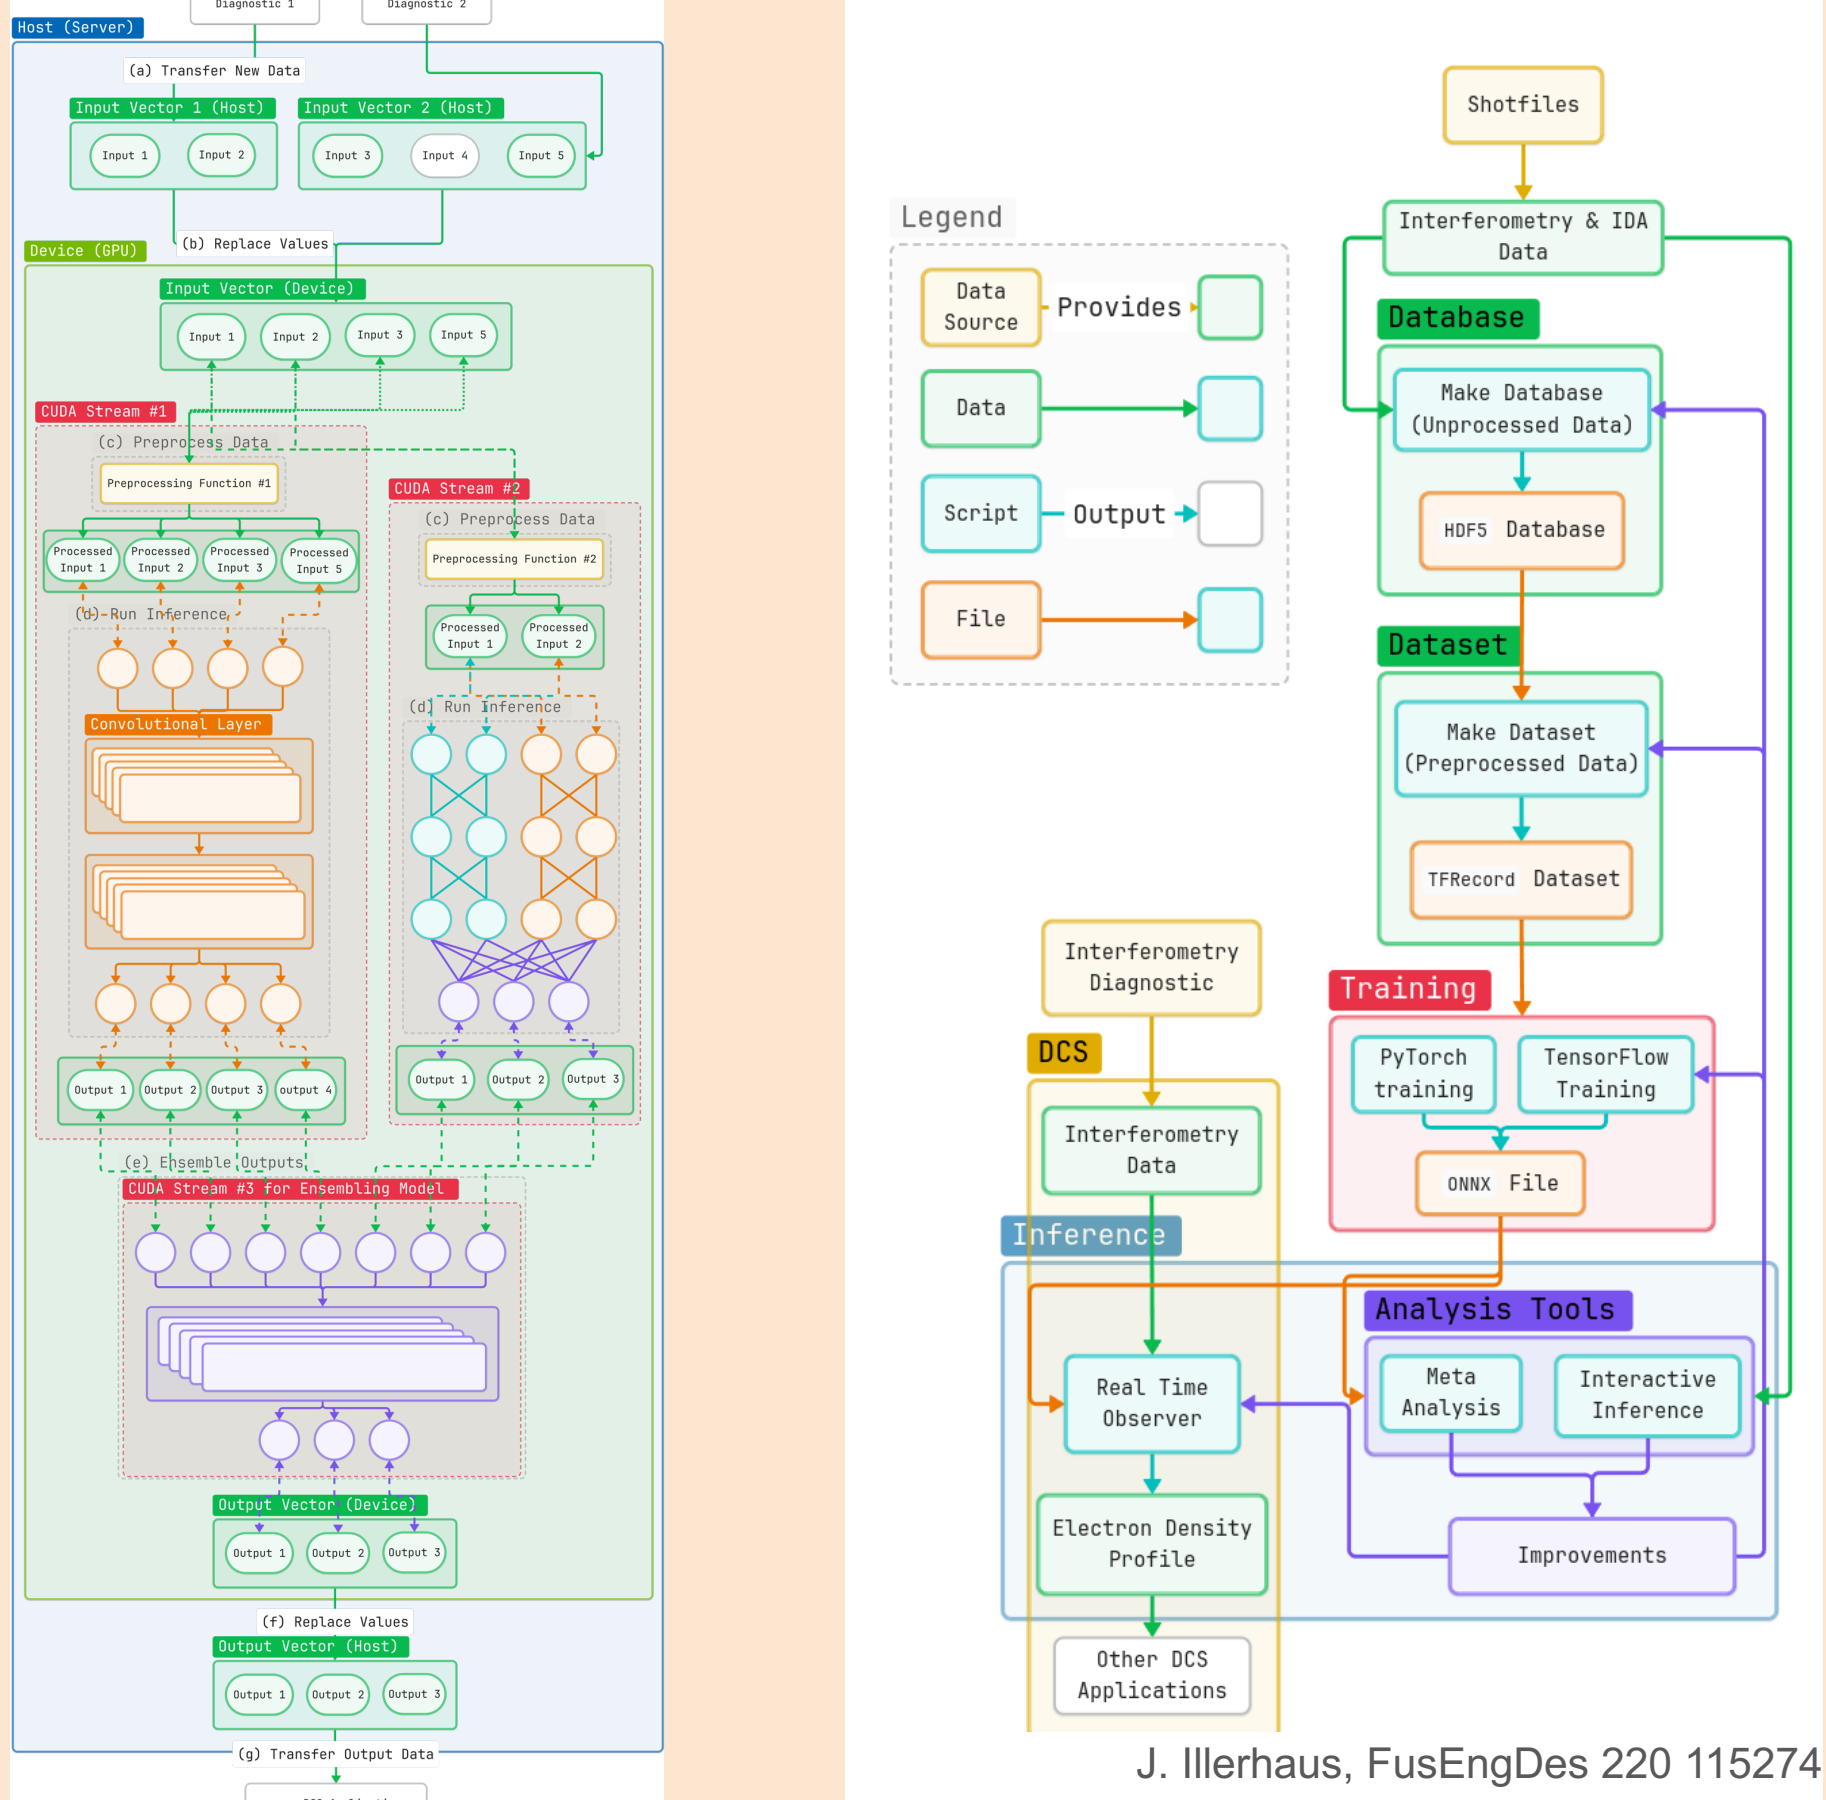 Diagnostic 1
Diagnostic 2
Host (Server)
(a) Transfer New Data
Input Vector 1 (Host)
Input Vector 2 (Host)
Input 1
Input 2
Input 3
Input 4
Input 5
(b) Replace Values
Device (GPU)
Input Vector (Device)
Input 1
Input 2
Input 3
Input 5
CUDA Stream #1
(c) Preprocess Data
Preprocessing Function #1
Processed
Input 1
Processed
Input 2
Processed
Input 3
Processed
Input 5
(d) Run Inference
Convolutional Layer
Output 1
Output 2
Output 3
output 4
CUDA Stream #2
(c) Preprocess Data
Preprocessing Function #2
Processed
Input 1
Processed
Input 2
(d) Run Inference
Output 1
Output 2
Output 3
(e) Ensemble Outputs
CUDA Stream #3 for Ensembling Model
Output Vector (Device)
Output 1
Output 2
Output 3
(f) Replace Values
Output Vector (Host)
Output 1
Output 2
Output 3
(g) Transfer Output Data
Legend
Data
Source
Provides
Data
Script
Output
File
Shotfiles
Interferometry & IDA
Data
Database
Make Database
(Unprocessed Data)
HDF5 Database
Dataset
Make Dataset
(Preprocessed Data)
TFRecord Dataset
Training
PyTorch
training
TensorFlow
Training
ONNX File
Interferometry
Diagnostic
DCS
Interferometry
Data
Inference
Real Time
Observer
Electron Density
Profile
Other DCS
Applications
Analysis Tools
Meta
Analysis
Interactive
Inference
Improvements
J. Illerhaus, FusEngDes 220 115274